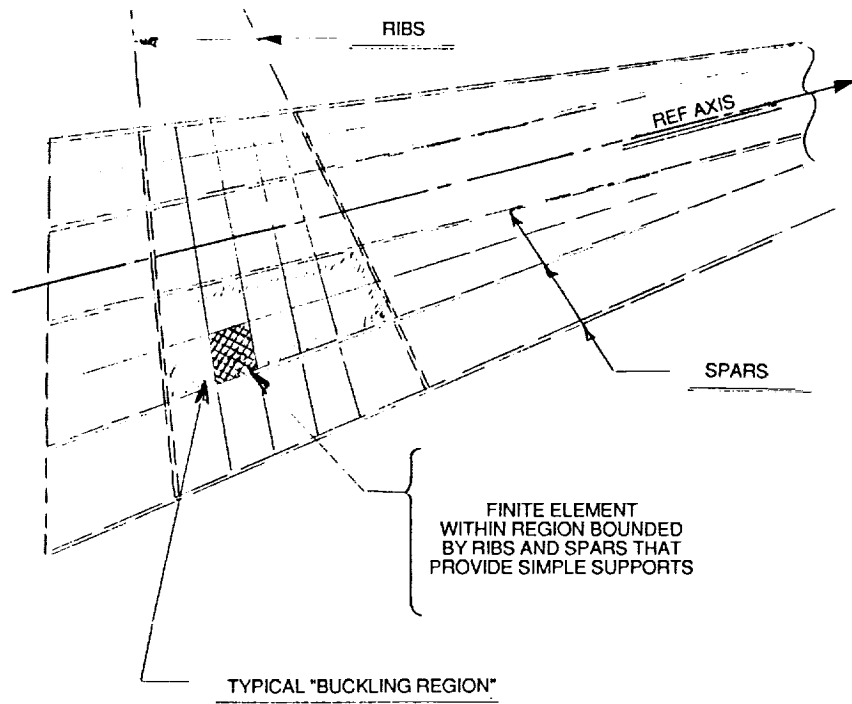 RIBS
REF AXIS
SPARS
FINITE ELEMENT
WITHIN REGION BOUNDED
BY RIBS AND SPARS THAT
PROVIDE SIMPLE SUPPORTS
TYPICAL "BUCKLING REGION"